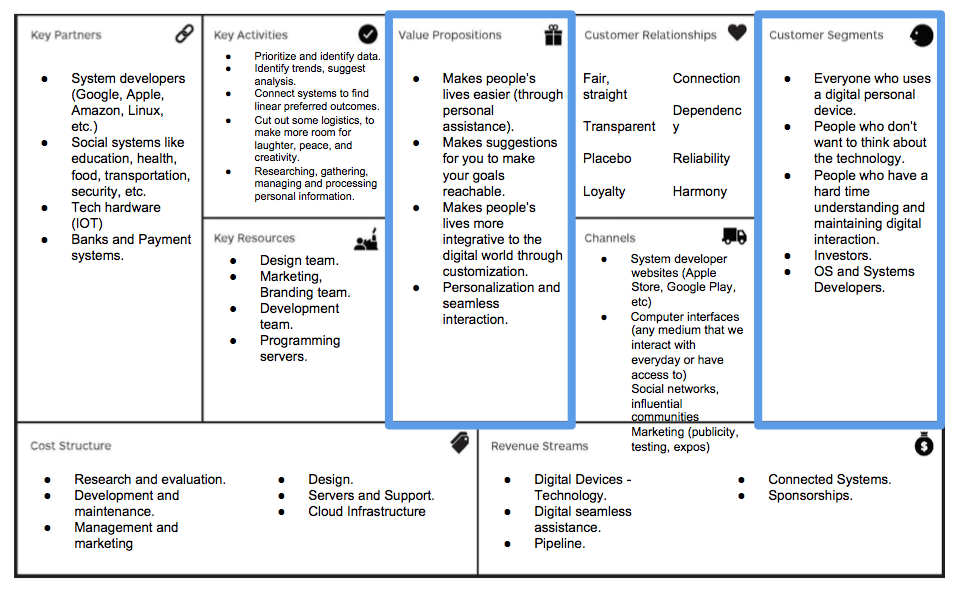 Key Partners
System developers
(Google, Apple,
Amazon, Linux,
etc.)
Social systems like
education, health,
food, transportation,
security, etc.
Tech hardware
(IOT)
Banks and Payment
systems.
Key Activities
Prioritize and identify data.
Identify trends, suggest
analysis.
Connect systems to find
linear preferred outcomes.
Cut out some logistics, to
make more room for
laughter, peace, and
creativity.
Researching, gathering,
managing and processing
personal information.
Key Resources
Design team.
Marketing,
Branding team.
Development
team.
Programming
servers.
Value Propositions
Makes people's
lives easier (through
personal
assistance).
Makes suggestions
for you to make
your goals
reachable.
Makes people's
lives more
integrative to the
digital world through
customization.
Personalization and
seamless
interaction.
Customer Relationships
Fair,
straight
Transparent
Placebo
Loyalty
Connection
Dependenc
y
Reliability
Harmony
Channels
System developer
websites (Apple
Store, Google Play,
etc)
Computer interfaces
(any medium that we
interact with
everyday or have
access to)
Social networks,
influential
communities
Marketing (publicity,
testing, expos)
Customer Segments
Everyone who uses
a digital personal
device.
People who don't
want to think about
the technology.
People who have a
hard time
understanding and
maintaining digital
interaction.
Investors.
OS and Systems
Developers.
Cost Structure
Research and evaluation.
Development and
maintenance.
Management and
marketing
Design.
Servers and Support.
Cloud Infrastructure
Revenue Streams
Digital Devices -
Technology.
Digital seamless
assistance.
Pipeline.
Connected Systems.
Sponsorships.
$